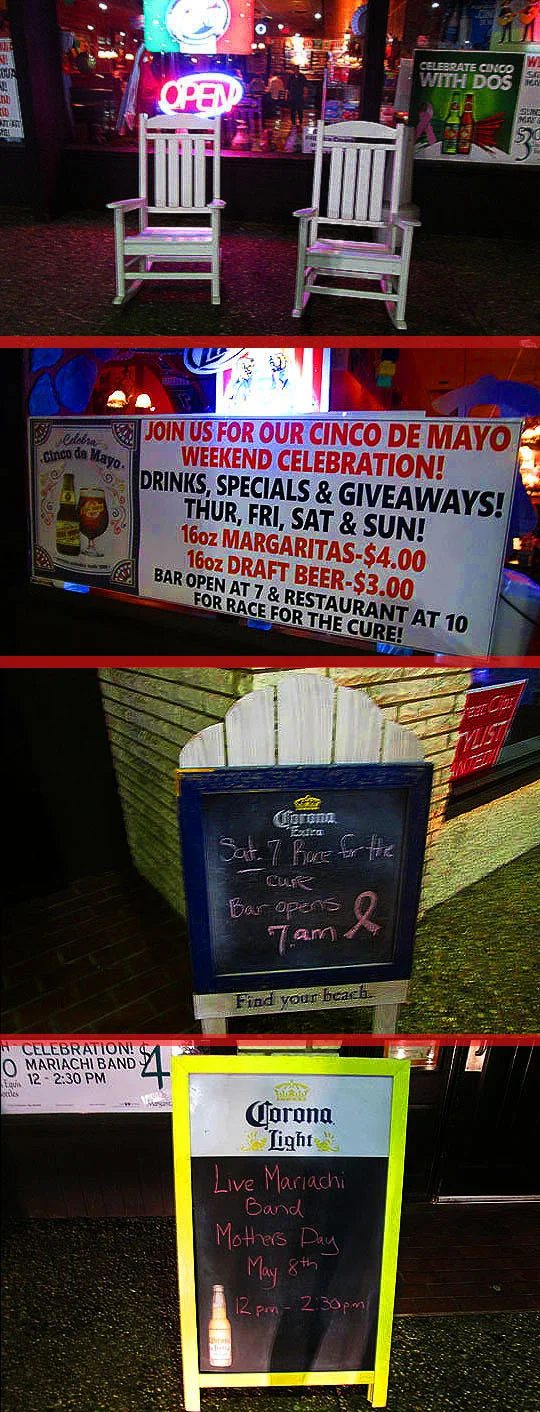 OPEN
CELEBRATE CINCO
WITH DOS
Celebra
Cinco de Mayo
JOIN US FOR OUR CINCO DE MAYO
WEEKEND CELEBRATION!
DRINKS, SPECIALS & GIVEAWAYS!
THUR, FRI, SAT & SUN!
16oz MARGARITAS-$4.00
16oz DRAFT BEER-$3.00
BAR OPEN AT 7 & RESTAURANT AT 10
FOR RACE FOR THE CURE!
Corona
Extra
Sat. 7 Race for the
cure
Bar opens
7am
Find your beach.
CELEBRATION!
MARIACHI BAND
12 - 2:30 PM
$4
Corona
Light
Live Mariachi
Band
Mothers Day
May 8th
12 pm - 2:30pm